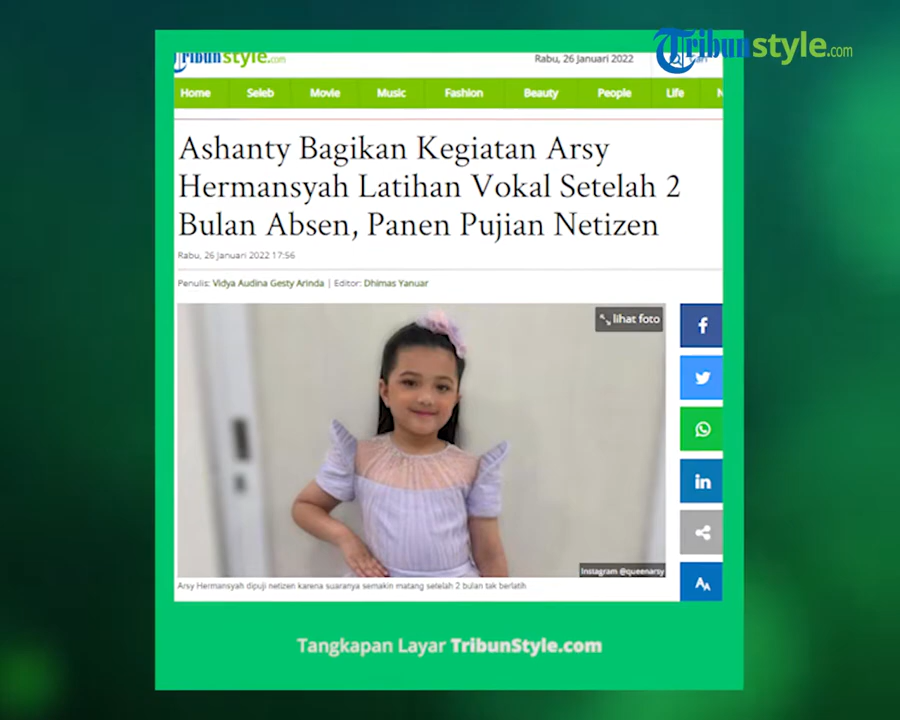 Tribunstyle.com
Tribunstyle.com
Rabu, 26 Januari 2022
Cari
Home Seleb Movie Music Fashion Beauty People Life N
Ashanty Bagikan Kegiatan Arsy
Hermansyah Latihan Vokal Setelah 2
Bulan Absen, Panen Pujian Netizen
Rabu, 26 Januari 2022 17:56
Penulis: Vidya Audina Gesty Arinda | Editor: Dhimas Yanuar
lihat foto
f
in
Instagram @queenarsy
AA
Arsy Hermansyah dipuji netizen karena suaranya semakin matang setelah 2 bulan tak berlatih
Tangkapan Layar TribunStyle.com